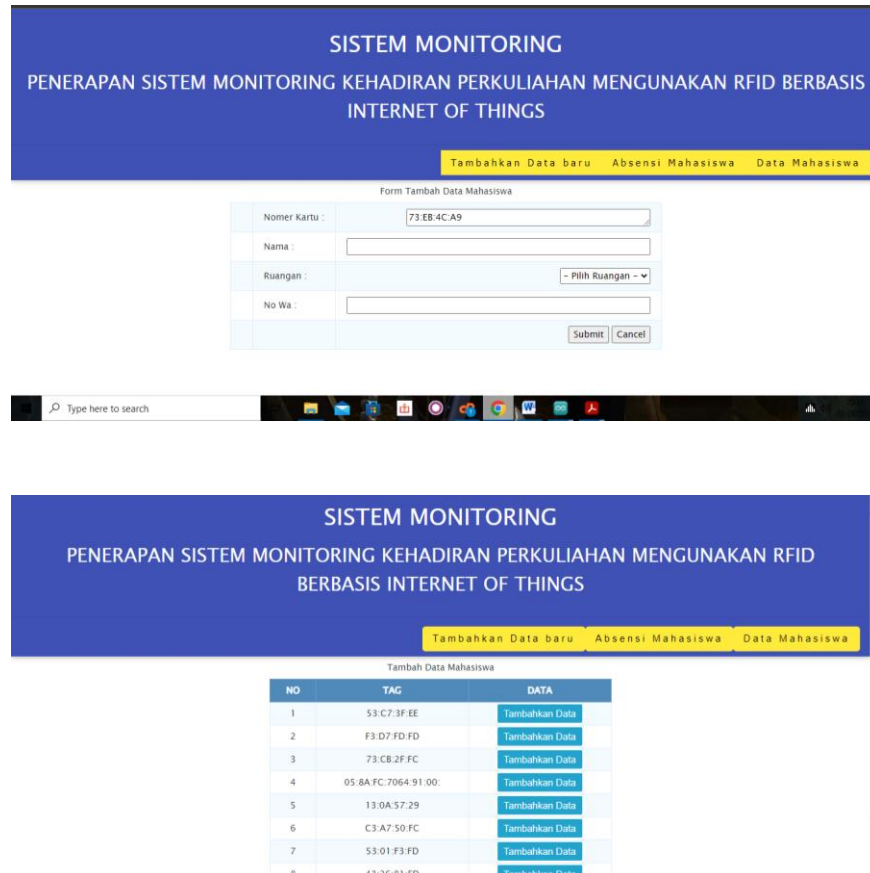 SISTEM MONITORING
PENERAPAN SISTEM MONITORING KEHADIRAN PERKULIAHAN MENGUNAKAN RFID BERBASIS
INTERNET OF THINGS
Tambahkan Data baru Absensi Mahasiswa Data Mahasiswa
Form Tambah Data Mahasiswa
Nomer Kartu : 73:EB:4C:A9
Nama :
Ruangan : – Pilih Ruangan –
No Wa :
Submit Cancel
Type here to search
SISTEM MONITORING
PENERAPAN SISTEM MONITORING KEHADIRAN PERKULIAHAN MENGUNAKAN RFID
BERBASIS INTERNET OF THINGS
Tambahkan Data baru Absensi Mahasiswa Data Mahasiswa
Tambah Data Mahasiswa
NO TAG DATA
1 53:C7:3F:EE Tambahkan Data
2 F3:D7:FD:FD Tambahkan Data
3 73:CB:2F:FC Tambahkan Data
4 05:8A:FC:7064:91:00: Tambahkan Data
5 13:0A:57:29 Tambahkan Data
6 C3:A7:50:FC Tambahkan Data
7 53:01:F3:FD Tambahkan Data